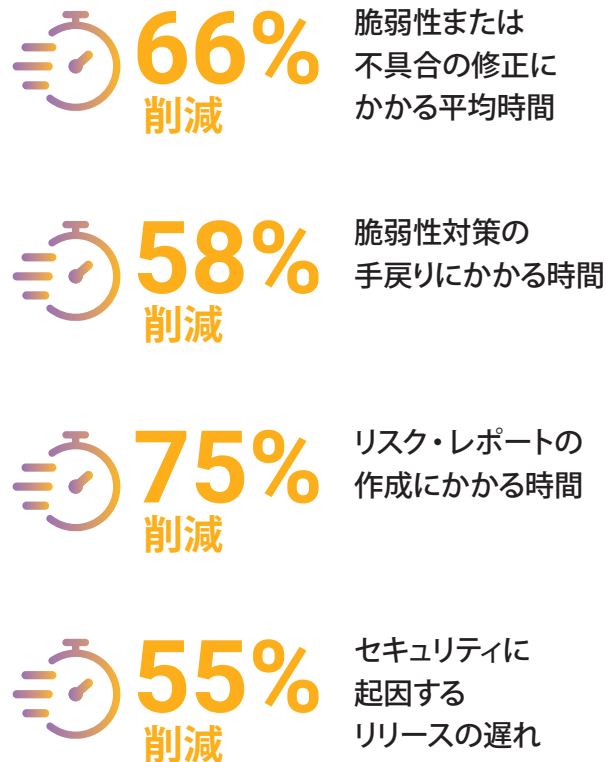 66%
削減
脆弱性または
不具合の修正に
かかる平均時間
58%
削減
脆弱性対策の
手戻りにかかる時間
75%
削減
リスク・レポートの
作成にかかる時間
55%
削減
セキュリティに
起因する
リリースの遅れ